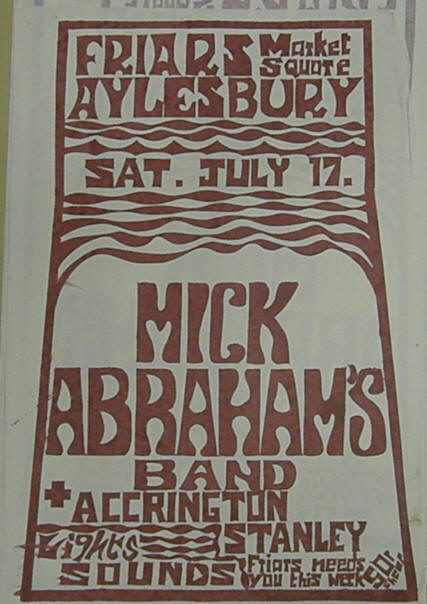 FRIARS Market
Square
AYLESBURY
SAT. JULY 17.
MICK
ABRAHAM'S
BAND
+ ACCRINGTON
STANLEY
Lights
SOUNDS
Friars needs
you this week
50p